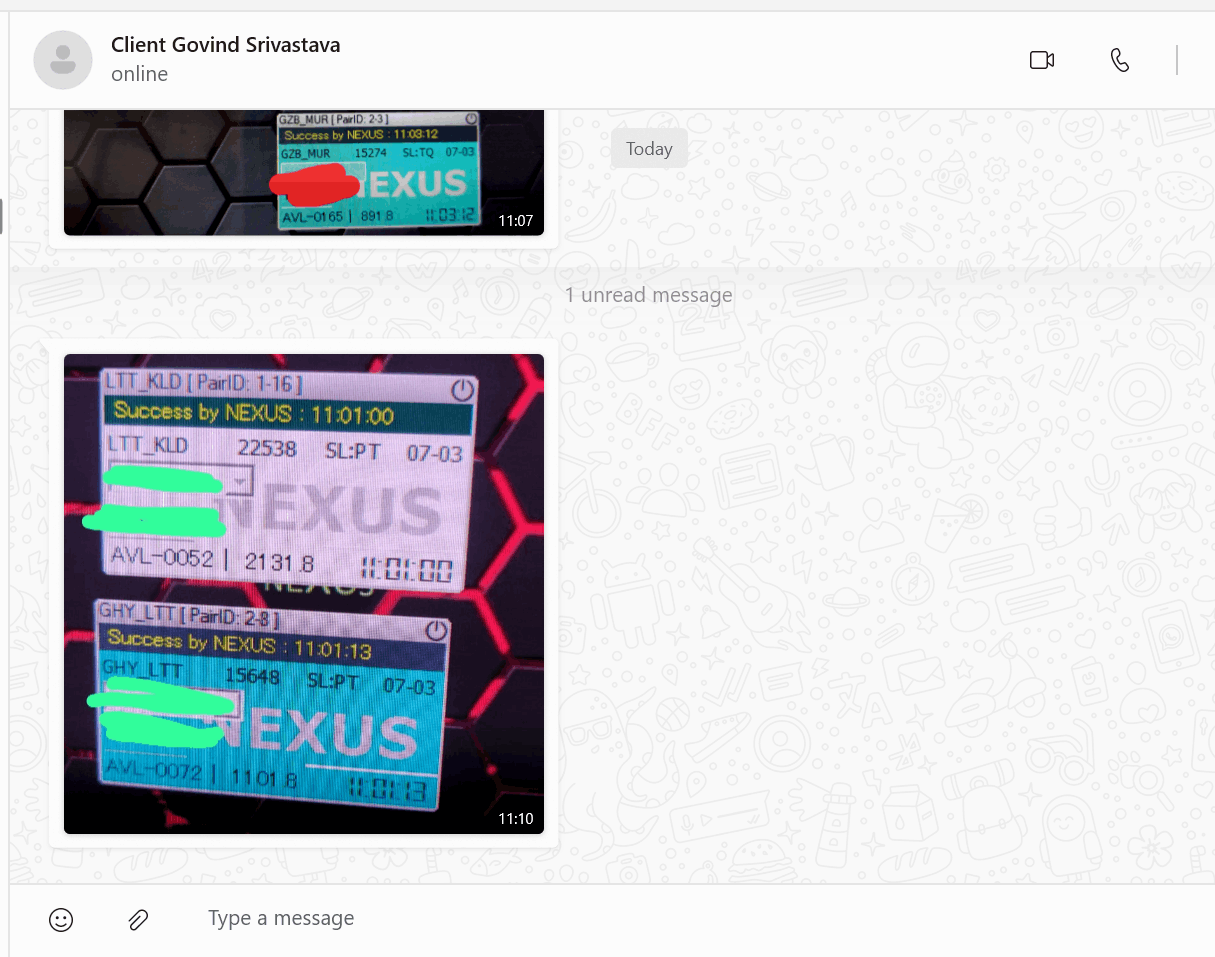 Client Govind Srivastava
online
GZB_MUR [ PairID: 2-3 ]
Success by NEXUS : 11:03:12
GZB_MUR 15274 SL:TQ 07-03
EXUS
AVL-0165 | 891.8 11:03:12
11:07
Today
1 unread message
LTT_KLD [ PairID: 1-16 ]
Success by NEXUS : 11:01:00
LTT_KLD 22538 SL:PT 07-03
NEXUS
AVL-0052 | 2131.8 11:01:00
NEXUS
GHY_LTT [ PairID: 2-8 ]
Success by NEXUS : 11:01:13
GHY_LTT 15648 SL:PT 07-03
NEXUS
AVL-0072 | 1101.8 11:01:13
11:10
Type a message